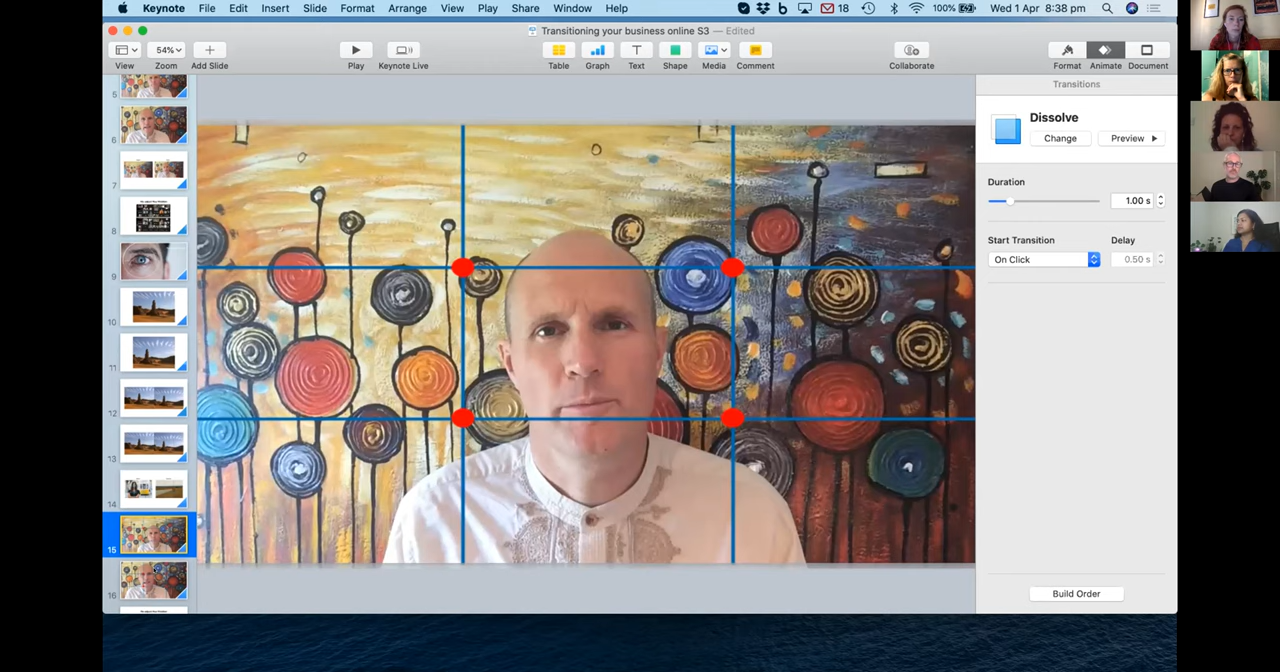 Keynote File Edit Insert Slide Format Arrange View Play Share Window Help 18 100% Wed 1 Apr 8:38 pm
Transitioning your business online S3 — Edited
54%
View Zoom Add Slide Play Keynote Live Table Graph Text Shape Media Comment Collaborate Format Animate Document
Transitions
Dissolve
Change Preview
Duration
1.00 s
Start Transition Delay
On Click 0.50 s
Build Order
5
6
7
8
9
10
11
12
13
14
15
16